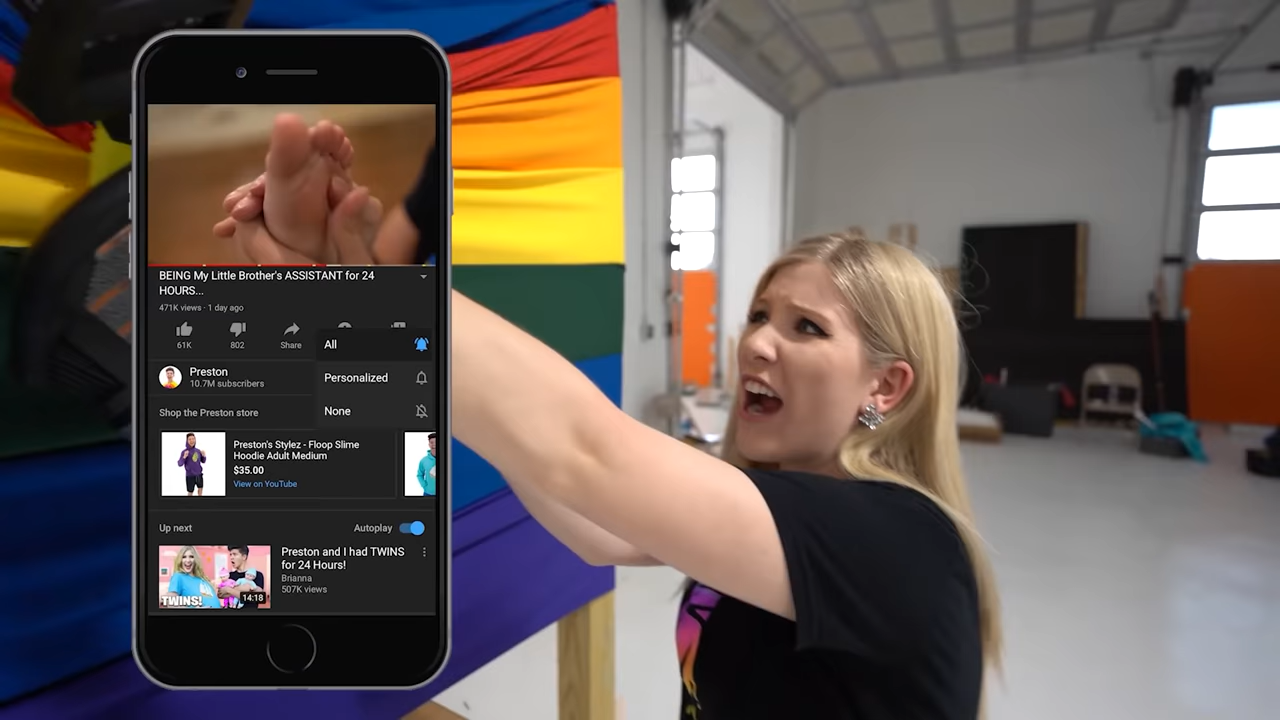 BEING My Little Brother's ASSISTANT for 24
HOURS...
471K views · 1 day ago
61K
802
Share
All
Personalized
None
Preston
10.7M subscribers
Shop the Preston store
Preston's Stylez - Floop Slime
Hoodie Adult Medium
$35.00
View on YouTube
Up next
Autoplay
Preston and I had TWINS
for 24 Hours!
Brianna
507K views
TWINS!
14:18